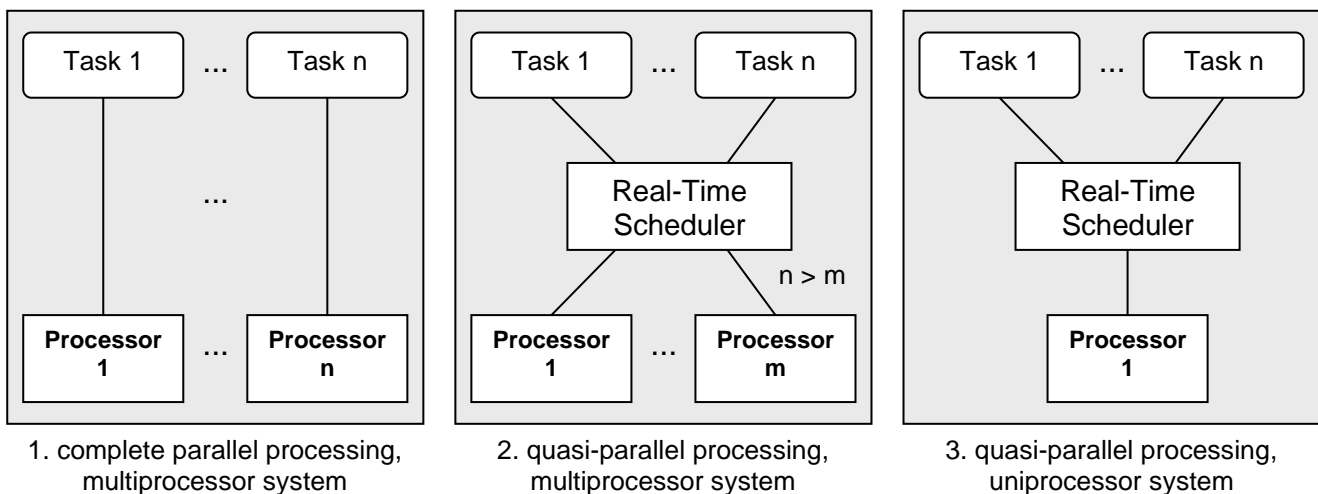 Task 1 ... Task n
...
Processor 1 ... Processor n
1. complete parallel processing,
multiprocessor system
Task 1 ... Task n
Real-Time
Scheduler
n > m
Processor 1 ... Processor m
2. quasi-parallel processing,
multiprocessor system
Task 1 ... Task n
Real-Time
Scheduler
Processor
1
3. quasi-parallel processing,
uniprocessor system